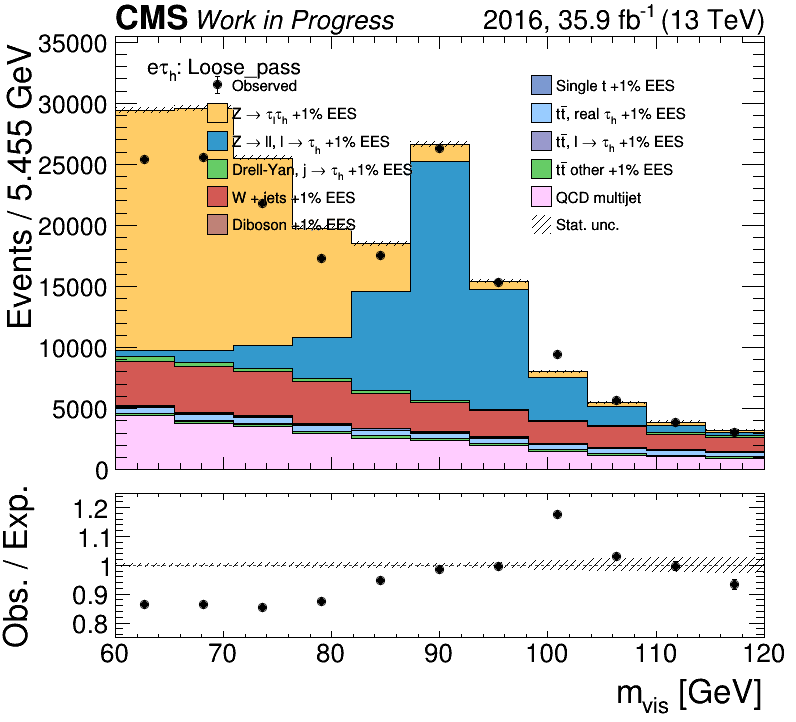 CMS Work in Progress 2016, 35.9 fb⁻¹ (13 TeV)
Events / 5.455 GeV
35000
30000
25000
20000
15000
10000
5000
0
eτh: Loose_pass
Observed
Z → τlτh +1% EES
Z → ll, l → τh +1% EES
Drell-Yan, j → τh +1% EES
W + jets +1% EES
Diboson +1% EES
Single t +1% EES
tt̄, real τh +1% EES
tt̄, l → τh +1% EES
tt̄ other +1% EES
QCD multijet
Stat. unc.
Obs. / Exp.
1.2
1.1
1
0.9
0.8
60 70 80 90 100 110 120
mvis [GeV]